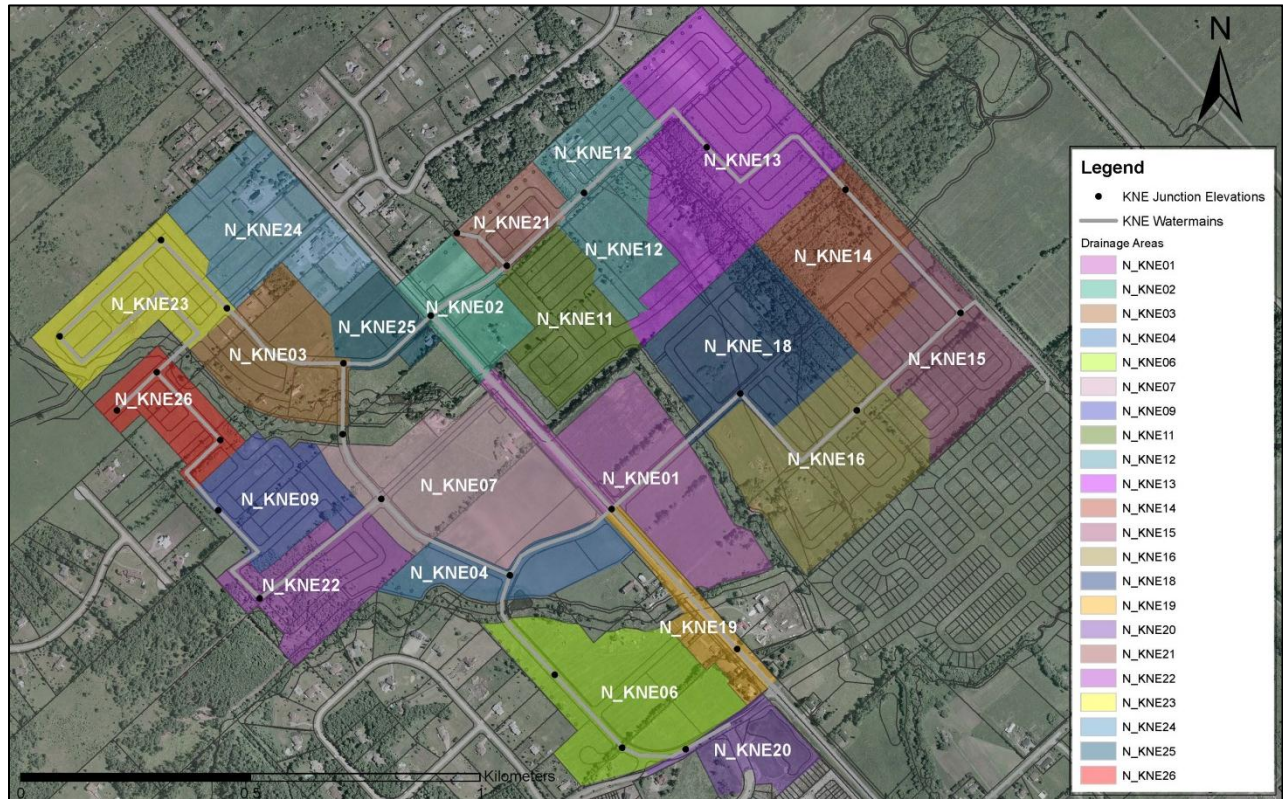 N
N_KNE12
N_KNE13
N_KNE21
N_KNE24
N_KNE12
N_KNE14
N_KNE23
N_KNE02
N_KNE11
N_KNE25
N_KNE_18
N_KNE03
N_KNE15
N_KNE26
N_KNE16
N_KNE01
N_KNE07
N_KNE09
N_KNE04
N_KNE22
N_KNE19
N_KNE06
N_KNE20
0 0.5 1 Kilometers
Legend
KNE Junction Elevations
KNE Watermains
Drainage Areas
N_KNE01
N_KNE02
N_KNE03
N_KNE04
N_KNE06
N_KNE07
N_KNE09
N_KNE11
N_KNE12
N_KNE13
N_KNE14
N_KNE15
N_KNE16
N_KNE18
N_KNE19
N_KNE20
N_KNE21
N_KNE22
N_KNE23
N_KNE24
N_KNE25
N_KNE26